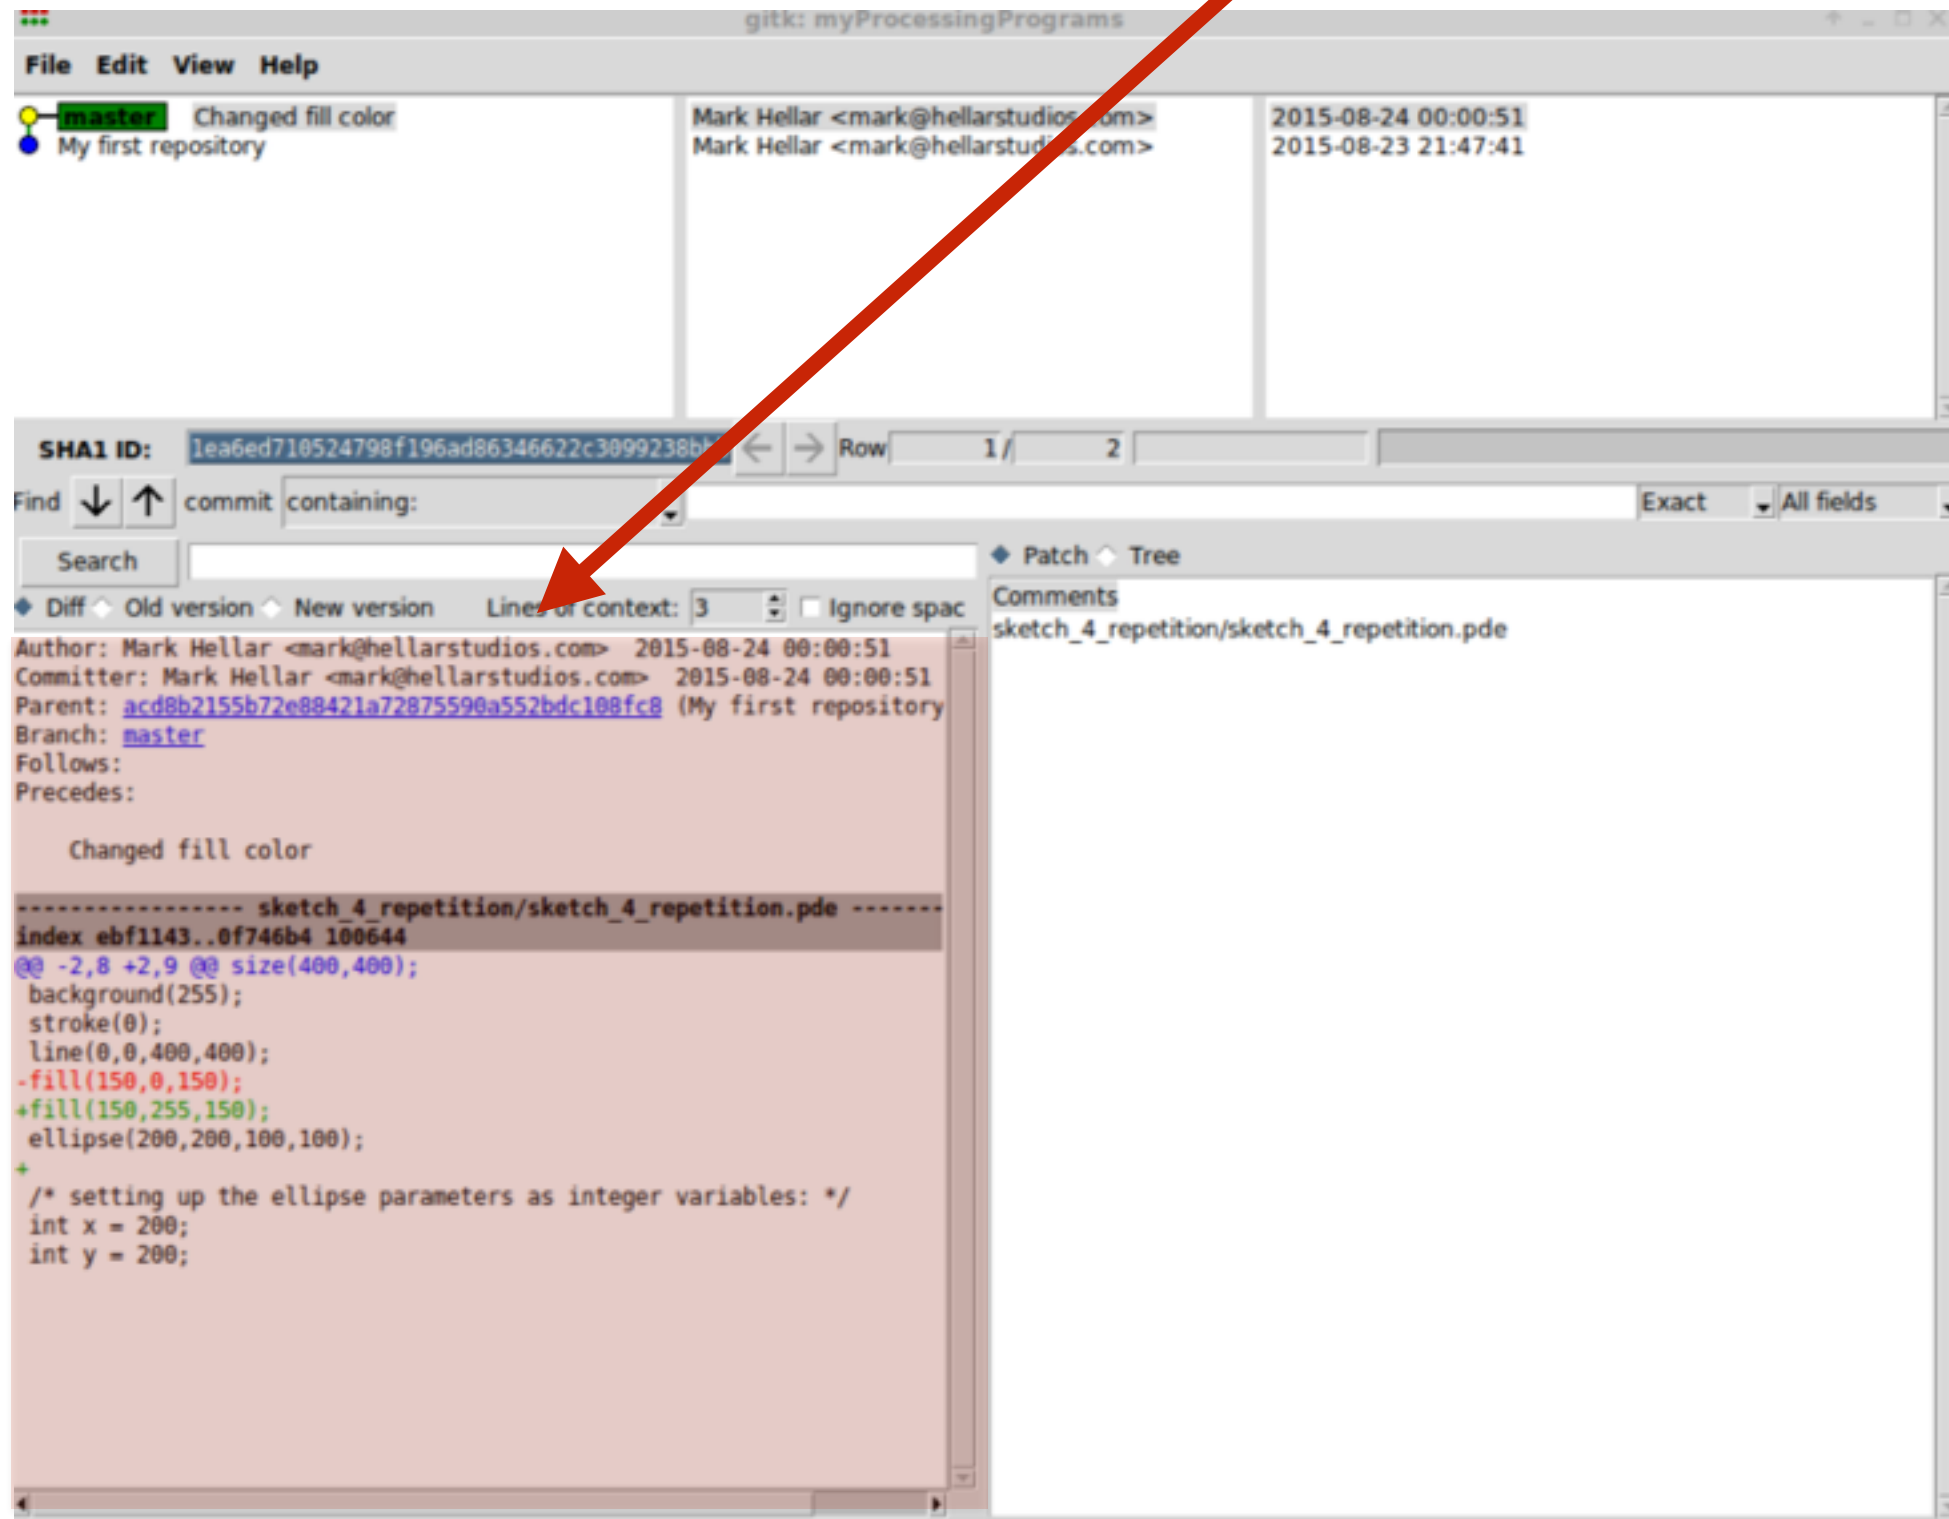 gitk: myProcessingPrograms
File Edit View Help
master Changed fill color Mark Hellar <mark@hellarstudios.com> 2015-08-24 00:00:51
My first repository Mark Hellar <mark@hellarstudios.com> 2015-08-23 21:47:41
SHA1 ID: Row 1/ 2
Find commit containing: Exact All fields
Search Patch Tree
Diff Old version New version Lines of context: 3 Ignore spac
Comments
sketch_4_repetition/sketch_4_repetition.pde
Author: Mark Hellar <mark@hellarstudios.com> 2015-08-24 00:00:51
Committer: Mark Hellar <mark@hellarstudios.com> 2015-08-24 00:00:51
Parent: acd8b2155b72e88421a72875590a552bdc108fc8 (My first repository
Branch: master
Follows:
Precedes:
Changed fill color
----------------- sketch_4_repetition/sketch_4_repetition.pde -------
index ebf1143..0f746b4 100644
@@ -2,8 +2,9 @@ size(400,400);
background(255);
stroke(0);
line(0,0,400,400);
-fill(150,0,150);
+fill(150,255,150);
ellipse(200,200,100,100);
+
/* setting up the ellipse parameters as integer variables: */
int x = 200;
int y = 200;